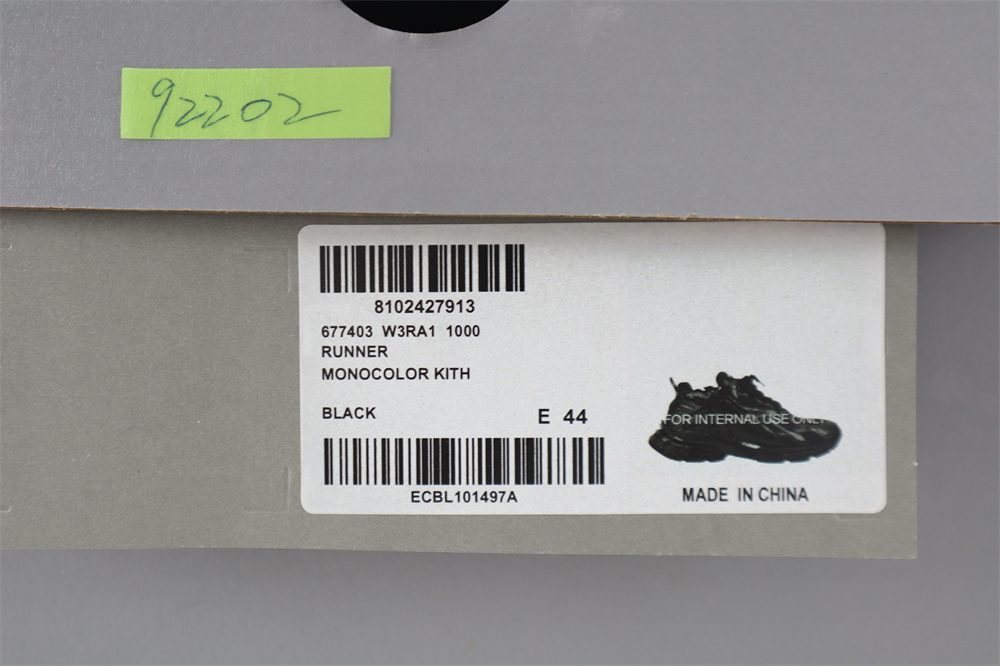 92202
8102427913
677403 W3RA1 1000
RUNNER
MONOCOLOR KITH
BLACK
E 44
FOR INTERNAL USE ONLY
ECBL101497A
MADE IN CHINA